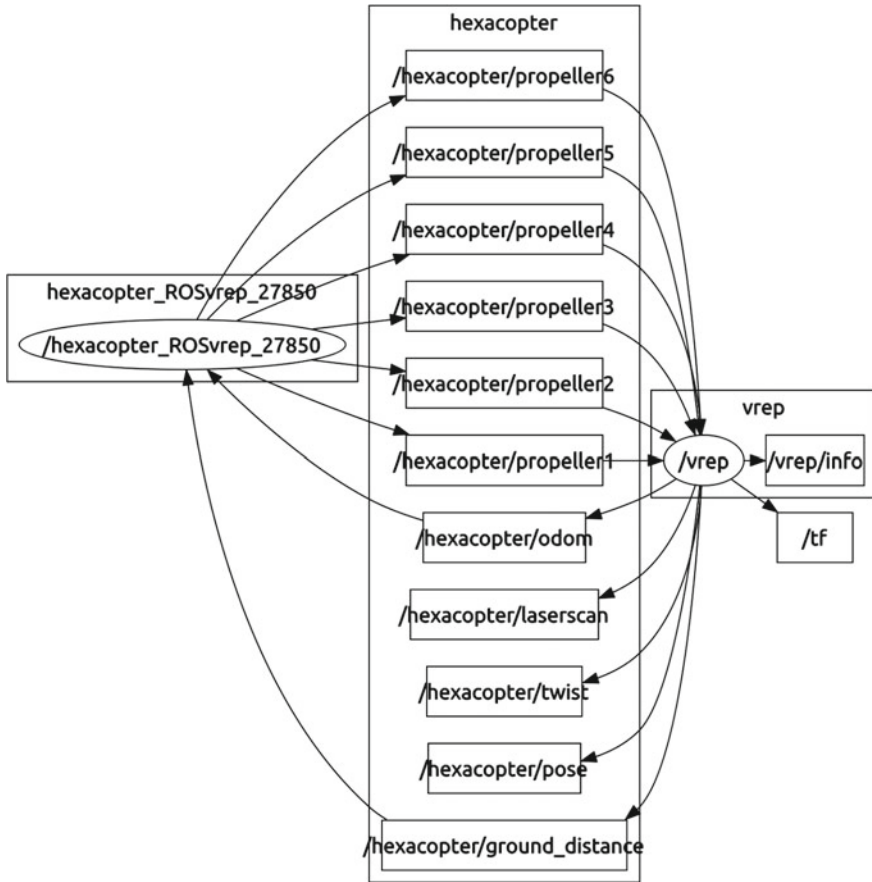 hexacopter
/hexacopter/propeller6
/hexacopter/propeller5
/hexacopter/propeller4
hexacopter_ROSvrep_27850
/hexacopter/propeller3
/hexacopter_ROSvrep_27850
/hexacopter/propeller2
vrep
/hexacopter/propeller1
/vrep
/vrep/info
/hexacopter/odom
/tf
/hexacopter/laserscan
/hexacopter/twist
/hexacopter/pose
/hexacopter/ground_distance